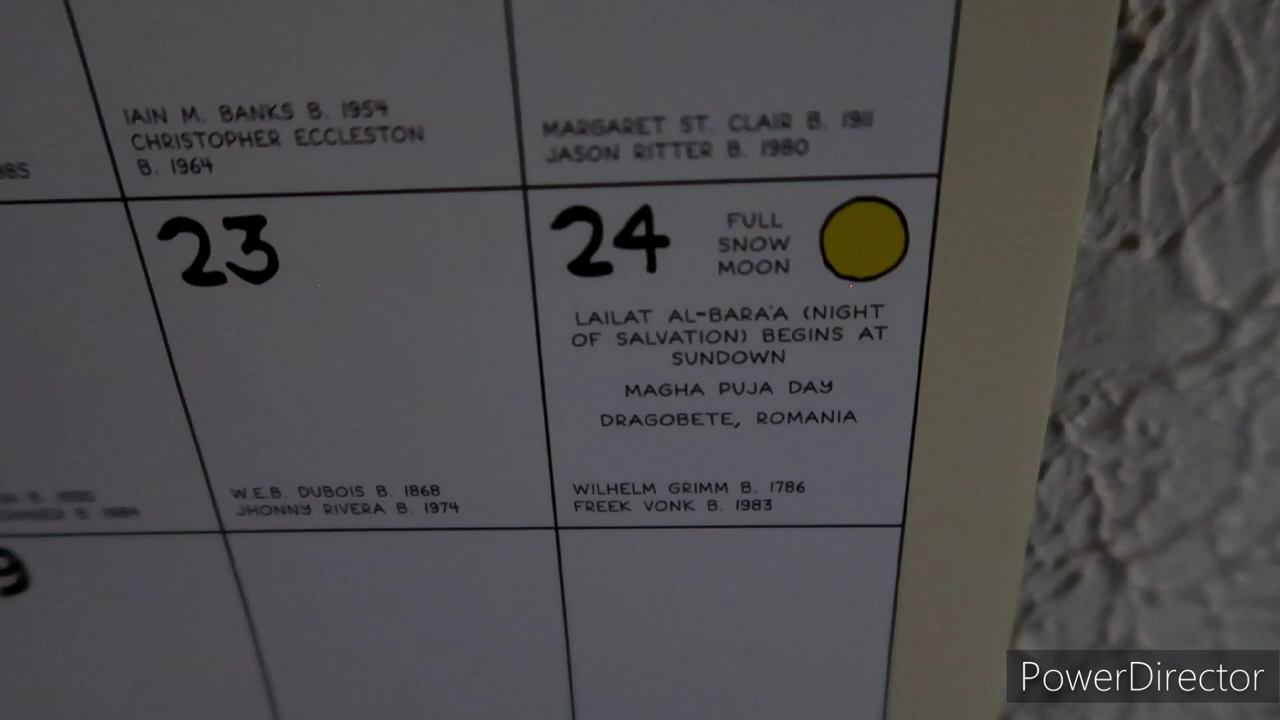 IAIN M. BANKS B. 1954
CHRISTOPHER ECCLESTON
B. 1964
MARGARET ST. CLAIR B. 1911
JASON RITTER B. 1980
985
23
W.E.B. DUBOIS B. 1868
JHONNY RIVERA B. 1974
24
FULL
SNOW
MOON
LAILAT AL-BARA'A (NIGHT
OF SALVATION) BEGINS AT
SUNDOWN
MAGHA PUJA DAY
DRAGOBETE, ROMANIA
WILHELM GRIMM B. 1786
FREEK VONK B. 1983
9
PowerDirector